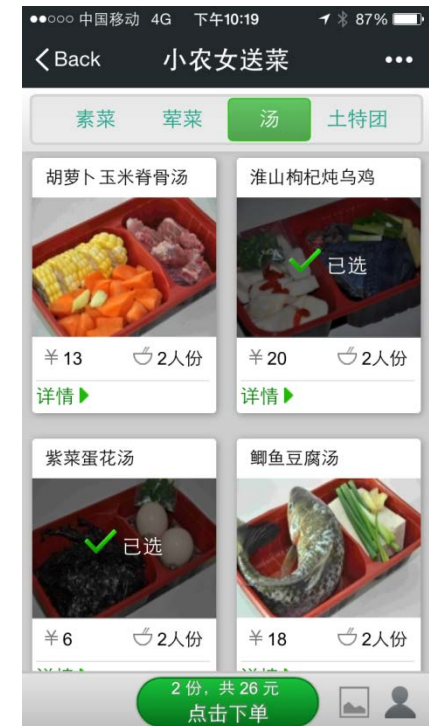 中国移动 4G 下午10:19 87%
Back 小农女送菜
素菜 荤菜 汤 土特团
胡萝卜玉米脊骨汤 淮山枸杞炖乌鸡
已选
￥13 2人份 ￥20 2人份
详情 详情
紫菜蛋花汤 鲫鱼豆腐汤
已选
￥6 2人份 ￥18 2人份
2 份，共 26 元
点击下单